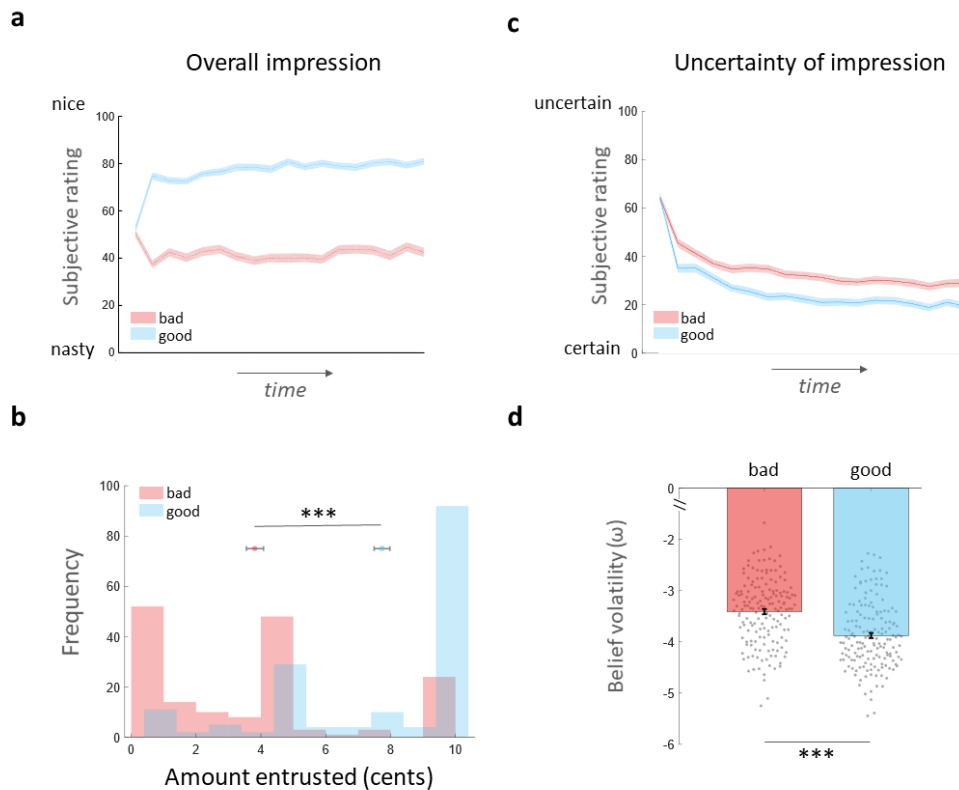 a
Overall impression
nice
100
80
60
40
20
0
Subjective rating
bad
good
nasty
time
c
Uncertainty of impression
uncertain
100
80
60
40
20
0
Subjective rating
bad
good
certain
time
b
bad
good
***
100
80
60
40
20
0
Frequency
0 2 4 6 8 10
Amount entrusted (cents)
d
bad good
0
-2
-3
-4
-5
-6
Belief volatility (ω)
***